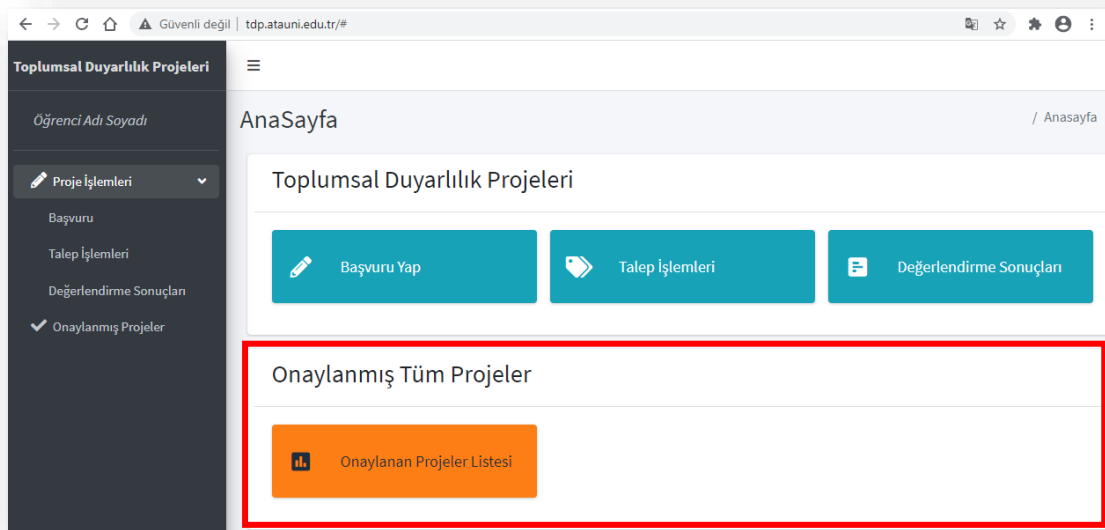 Güvenli değil | tdp.atauni.edu.tr/#
Toplumsal Duyarlılık Projeleri
Öğrenci Adı Soyadı
Proje İşlemleri
Başvuru
Talep İşlemleri
Değerlendirme Sonuçları
Onaylanmış Projeler
AnaSayfa
/ Anasayfa
Toplumsal Duyarlılık Projeleri
Başvuru Yap
Talep İşlemleri
Değerlendirme Sonuçları
Onaylanmış Tüm Projeler
Onaylanan Projeler Listesi